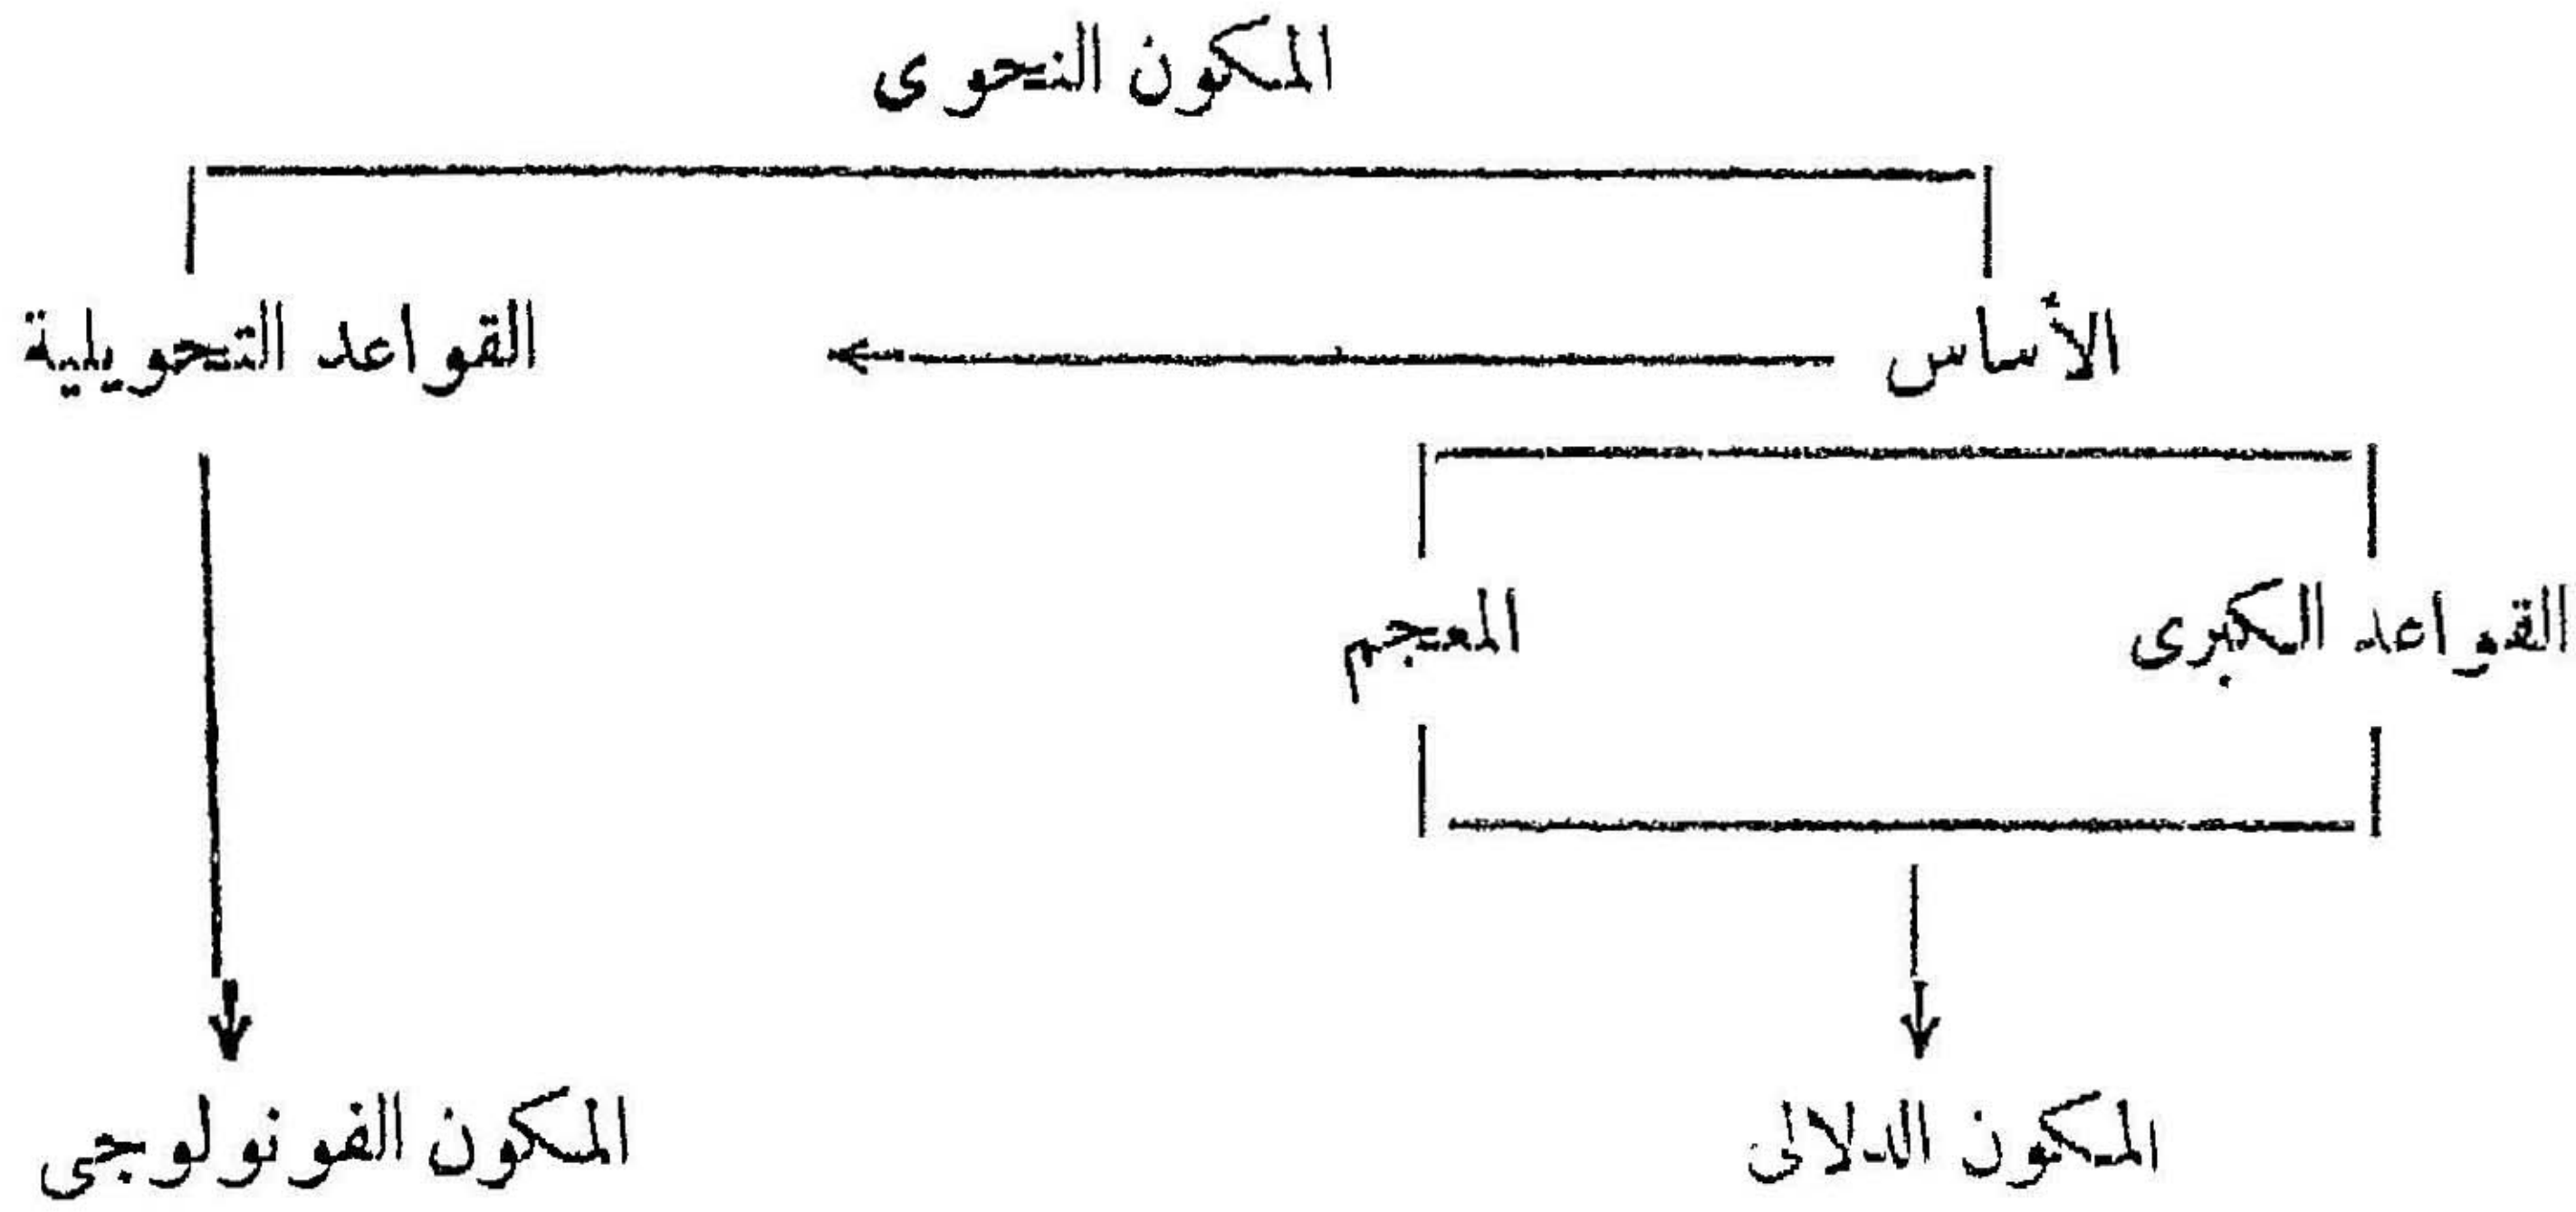 المكون النحوى
الأساس
القواعد التحويلية
القواعد الكبرى
المعجم
المكون الدلالى
المكون الفونولوجى